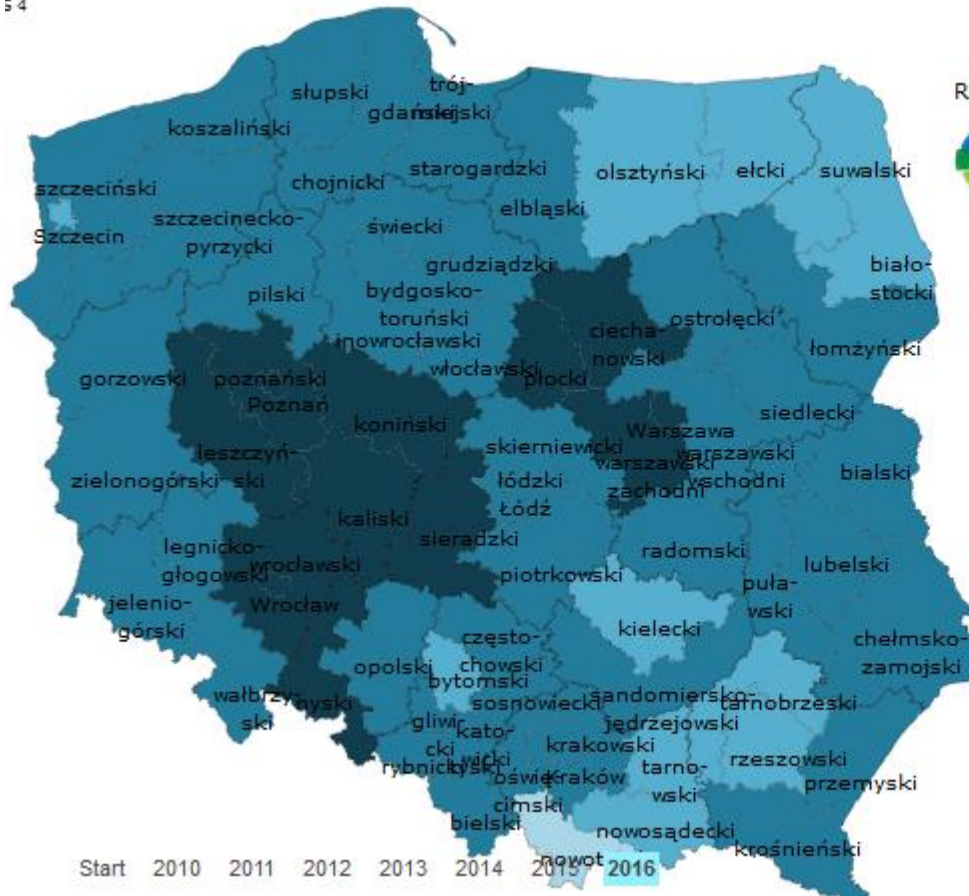 słupski
trój-
gdański
miejski
koszaliński
starogardzki
szczeciński
chojnicki
olsztyński
ełcki
suwalski
elbląski
szczecinecko-
pyrzycki
świecki
Szczecin
grudziądzki
biało-
stocki
pilski
bydgosko-
toruński
ostrołęcki
ciecha-
nowski
inowrocławski
łomżyński
włocławski
płocki
gorzowski
poznański
Poznań
koniński
siedlecki
Warszawa
skierniewicki
warszawski
wschodni
warszawski
zachodni
leszczyń-
ski
zielonogórski
łódzki
Łódź
bialski
kaliski
sieradzki
radomski
legnicko-
głogowski
wrocławski
lubelski
piotrkowski
puła-
wski
Wrocław
jelenio-
górski
kielecki
często-
chowski
chełmsko-
zamojski
opolski
bytomski
wałbrzy-
ski
nyski
sosnowiecki
sandomiersko-
jędrzejowski
tarnobrzeski
gliwi
cki
kato-
wicki
krakowski
rzeszowski
rybnicki
tyski
oświę-
cimski
Kraków
tarno-
wski
przemyski
bielski
nowosądecki
krośnieński
nowot
Start 2010 2011 2012 2013 2014 2015 2016
R